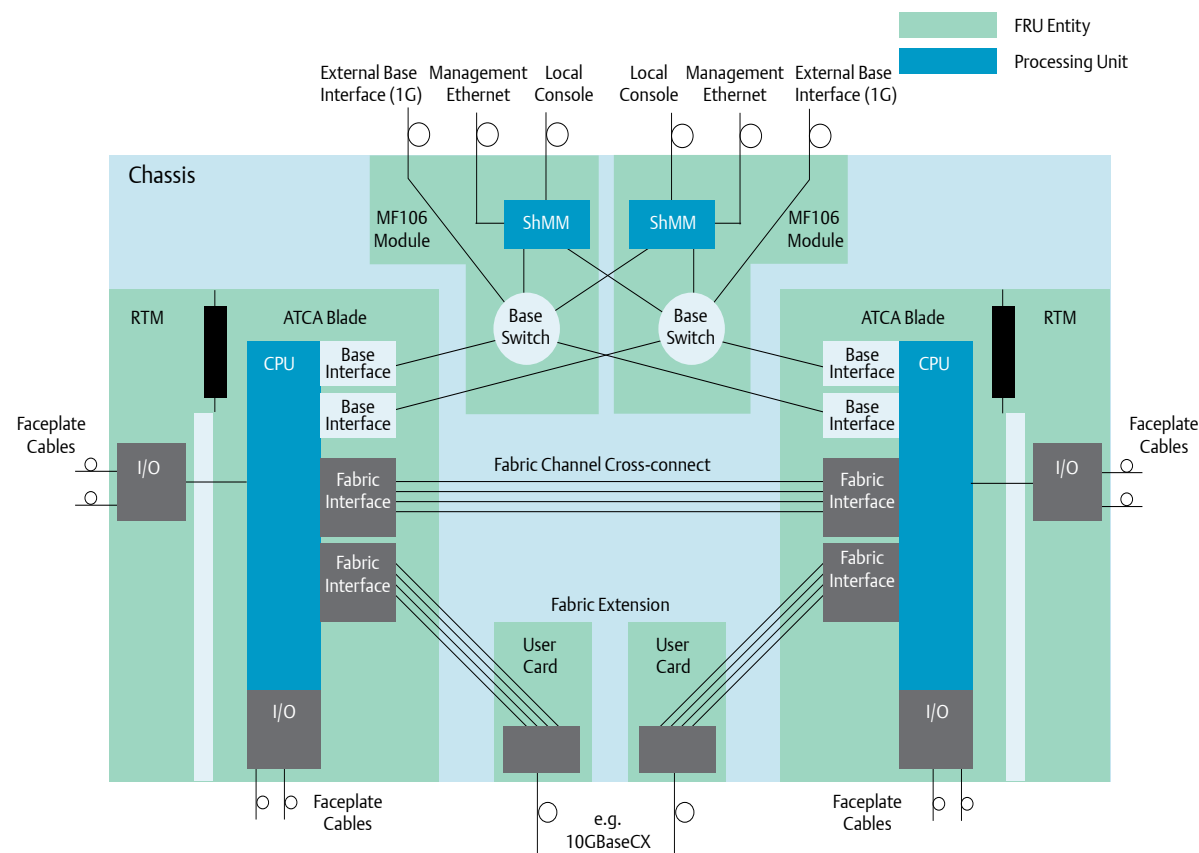 FRU Entity
Processing Unit
External Base
Interface (1G)
Management
Ethernet
Local
Console
Local
Console
Management
Ethernet
External Base
Interface (1G)
Chassis
MF106
Module
ShMM
ShMM
MF106
Module
RTM
ATCA Blade
Base
Switch
Base
Switch
ATCA Blade
RTM
CPU
Base
Interface
Base
Interface
CPU
Base
Interface
Base
Interface
Faceplate
Cables
I/O
Fabric
Interface
Fabric Channel Cross-connect
Fabric
Interface
I/O
Faceplate
Cables
Fabric
Interface
Fabric
Interface
Fabric Extension
User
Card
User
Card
I/O
I/O
Faceplate
Cables
e.g.
10GBaseCX
Faceplate
Cables